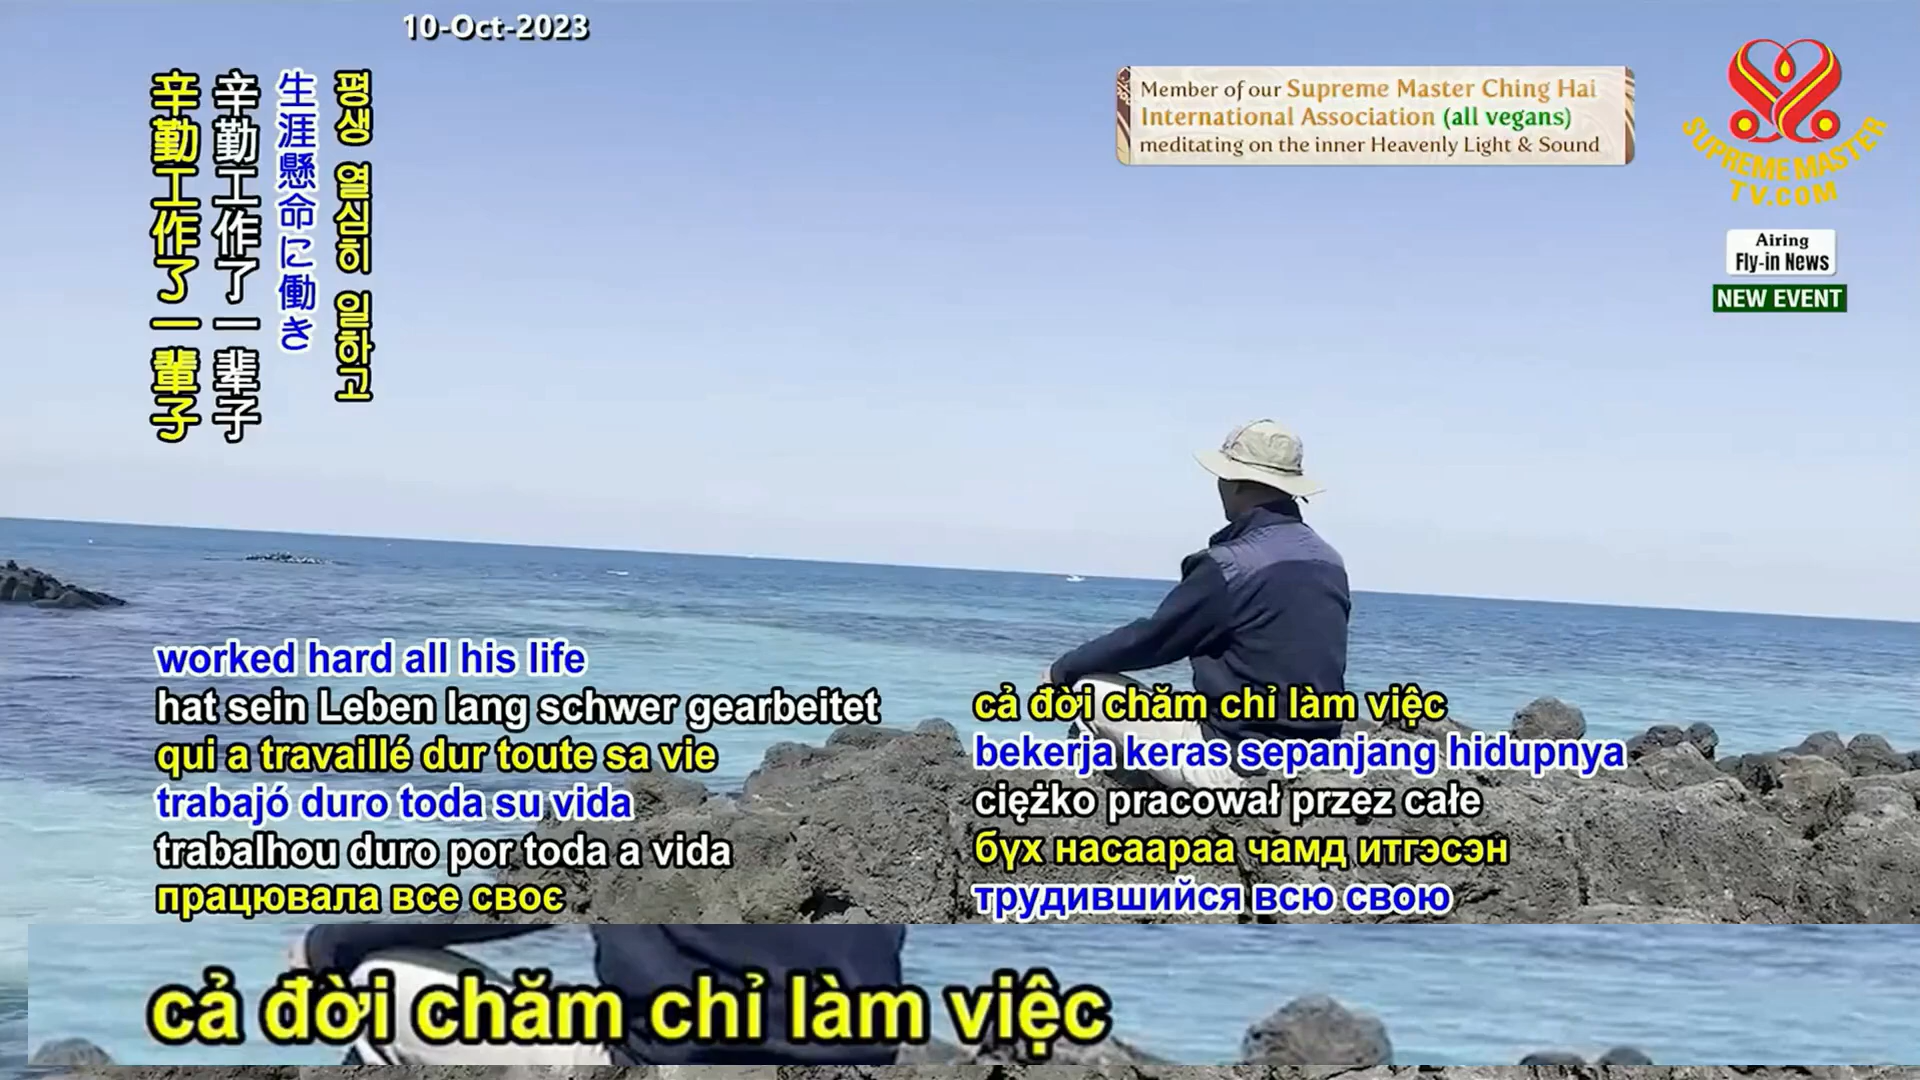 10-Oct-2023
辛勤工作了一輩子
辛勤工作了一辈子
生涯懸命に働き
평생 열심히 일하고
Member of our Supreme Master Ching Hai
International Association (all vegans)
meditating on the inner Heavenly Light & Sound
SUPREME MASTER
TV.COM
Airing
Fly-in News
NEW EVENT
worked hard all his life
hat sein Leben lang schwer gearbeitet
qui a travaillé dur toute sa vie
trabajó duro toda su vida
trabalhou duro por toda a vida
працювала все своє
cả đời chăm chỉ làm việc
bekerja keras sepanjang hidupnya
ciężko pracował przez całe
бүх насаараа чамд итгэсэн
трудившийся всю свою
cả đời chăm chỉ làm việc